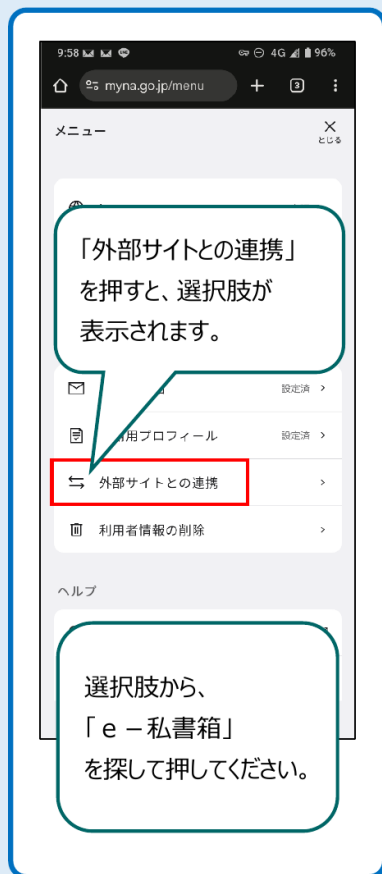 9:58
4G 96%
myna.go.jp/menu
3
メニュー
とじる
「外部サイトとの連携」
を押すと、選択肢が
表示されます。
設定済
用プロフィール
設定済
外部サイトとの連携
利用者情報の削除
ヘルプ
選択肢から、
「ｅ－私書箱」
を探して押してください。